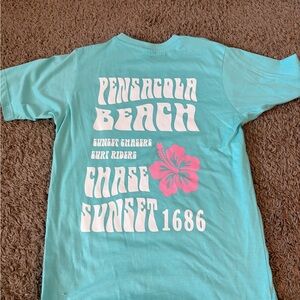 PENSACOLA
BEACH
SUNSET CHASERS
SURF RIDERS
CHASE
SUNSET 1686